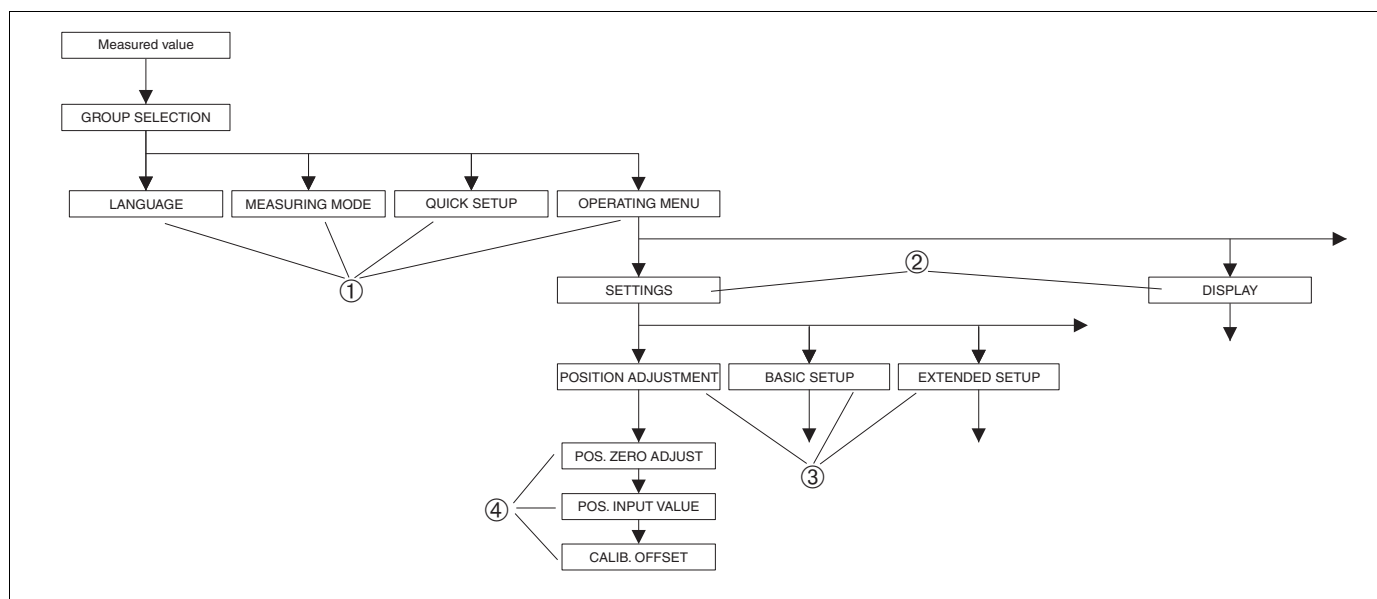 Measured value
GROUP SELECTION
LANGUAGE
MEASURING MODE
QUICK SETUP
OPERATING MENU
①
SETTINGS
②
DISPLAY
POSITION ADJUSTMENT
BASIC SETUP
EXTENDED SETUP
③
POS. ZERO ADJUST
④
POS. INPUT VALUE
CALIB. OFFSET